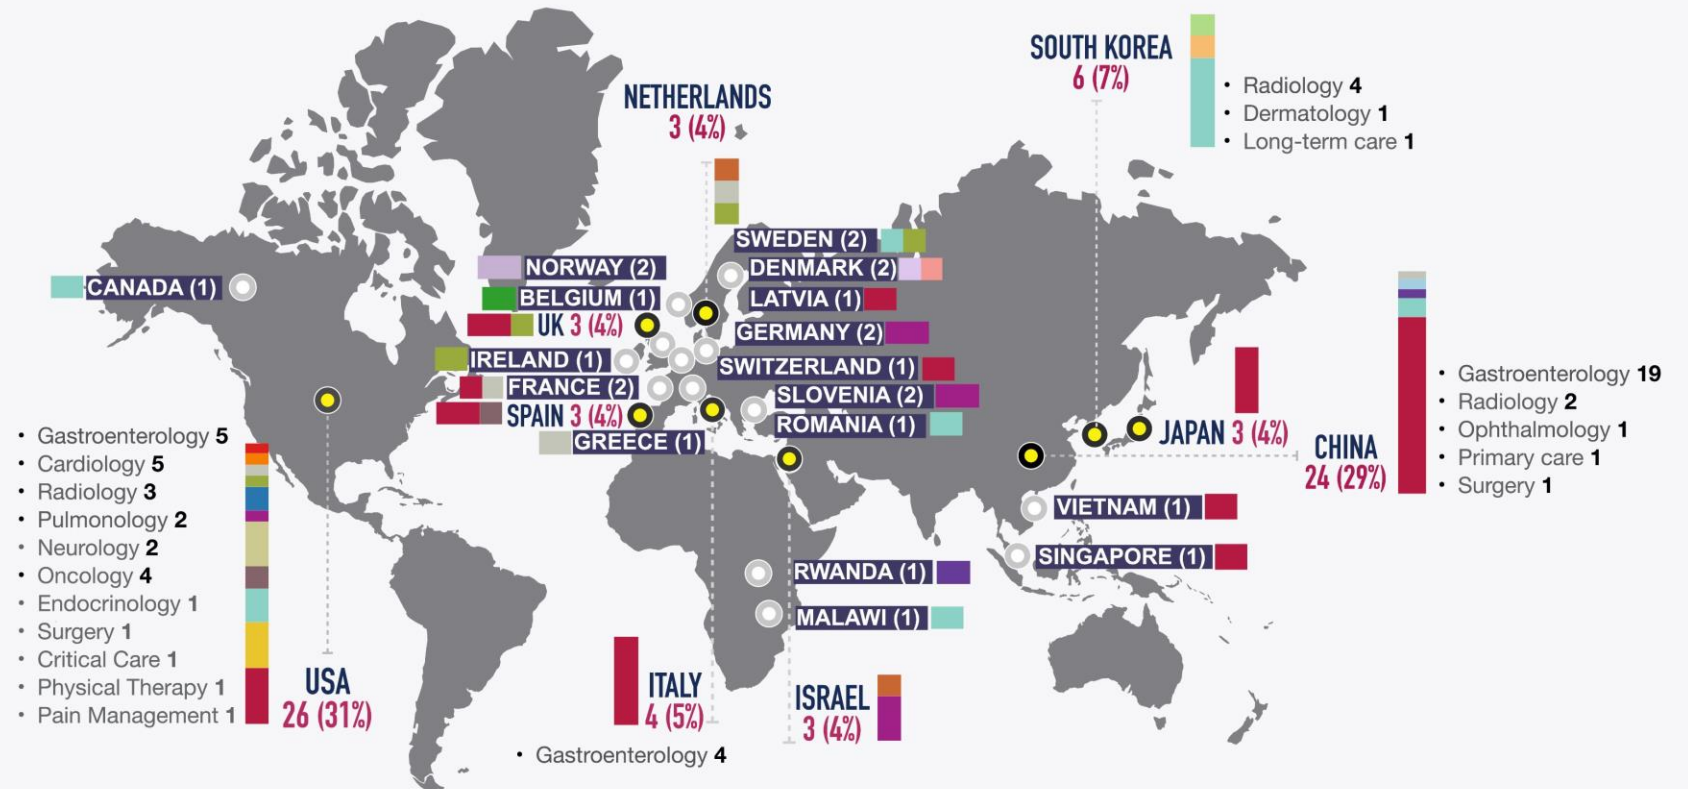 SOUTH KOREA
6 (7%)
• Radiology 4
• Dermatology 1
• Long-term care 1
NETHERLANDS
3 (4%)
SWEDEN (2)
NORWAY (2)
DENMARK (2)
CANADA (1)
BELGIUM (1)
LATVIA (1)
UK 3 (4%)
GERMANY (2)
IRELAND (1)
SWITZERLAND (1)
FRANCE (2)
SLOVENIA (2)
SPAIN 3 (4%)
ROMANIA (1)
GREECE (1)
JAPAN 3 (4%)
CHINA
24 (29%)
• Gastroenterology 19
• Radiology 2
• Ophthalmology 1
• Primary care 1
• Surgery 1
• Gastroenterology 5
• Cardiology 5
• Radiology 3
• Pulmonology 2
• Neurology 2
• Oncology 4
• Endocrinology 1
• Surgery 1
• Critical Care 1
• Physical Therapy 1
• Pain Management 1
USA
26 (31%)
VIETNAM (1)
SINGAPORE (1)
RWANDA (1)
MALAWI (1)
ITALY
4 (5%)
• Gastroenterology 4
ISRAEL
3 (4%)